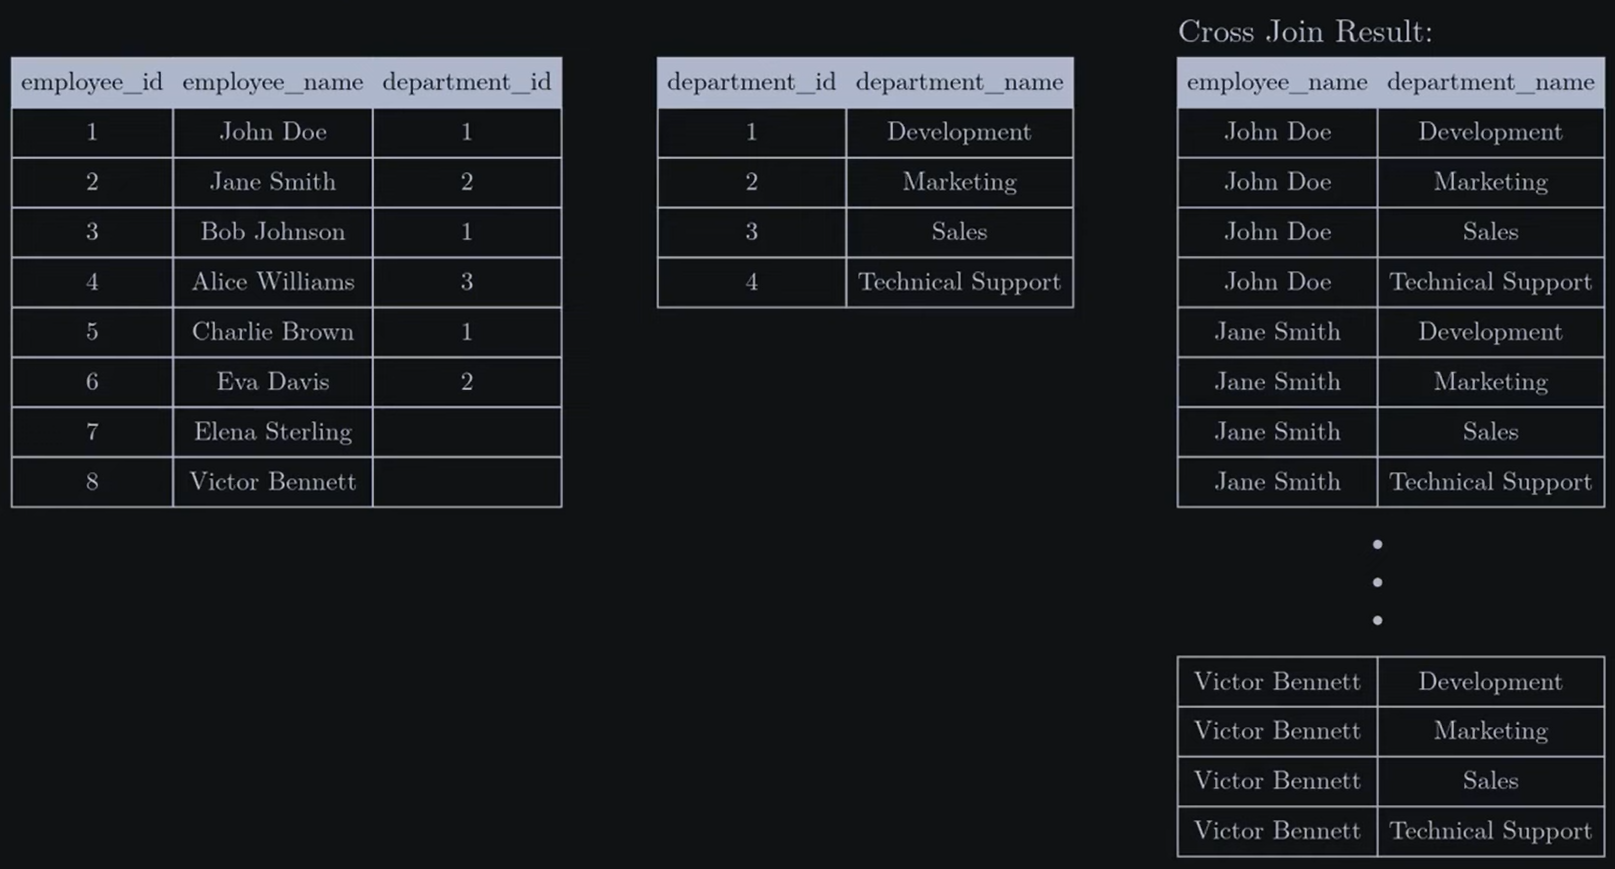 Cross Join Result:
employee_id employee_name department_id
1 John Doe 1
2 Jane Smith 2
3 Bob Johnson 1
4 Alice Williams 3
5 Charlie Brown 1
6 Eva Davis 2
7 Elena Sterling
8 Victor Bennett
department_id department_name
1 Development
2 Marketing
3 Sales
4 Technical Support
employee_name department_name
John Doe Development
John Doe Marketing
John Doe Sales
John Doe Technical Support
Jane Smith Development
Jane Smith Marketing
Jane Smith Sales
Jane Smith Technical Support
Victor Bennett Development
Victor Bennett Marketing
Victor Bennett Sales
Victor Bennett Technical Support